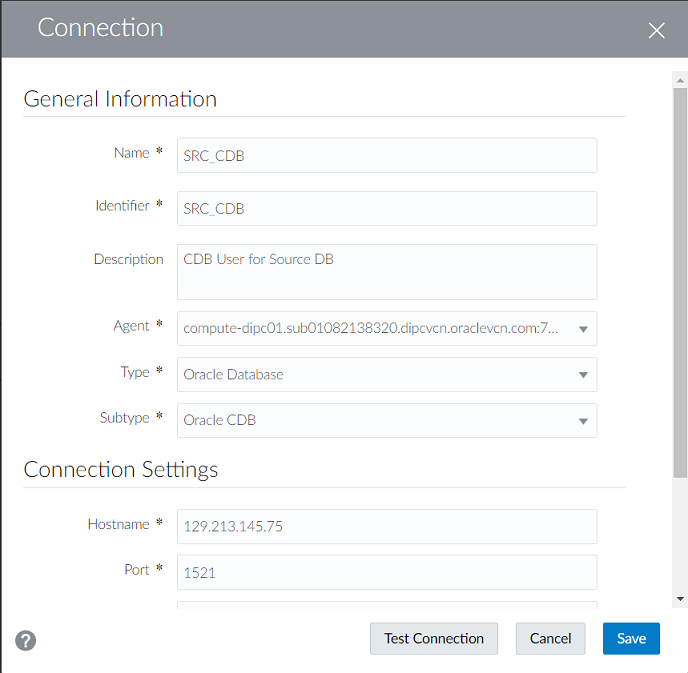 Connection
General Information
Name *
SRC_CDB
Identifier *
SRC_CDB
Description
CDB User for Source DB
Agent *
compute-dipc01.sub01082138320.dipcvcn.oraclevcn.com:7...
Type *
Oracle Database
Subtype *
Oracle CDB
Connection Settings
Hostname *
129.213.145.75
Port *
1521
?
Test Connection
Cancel
Save